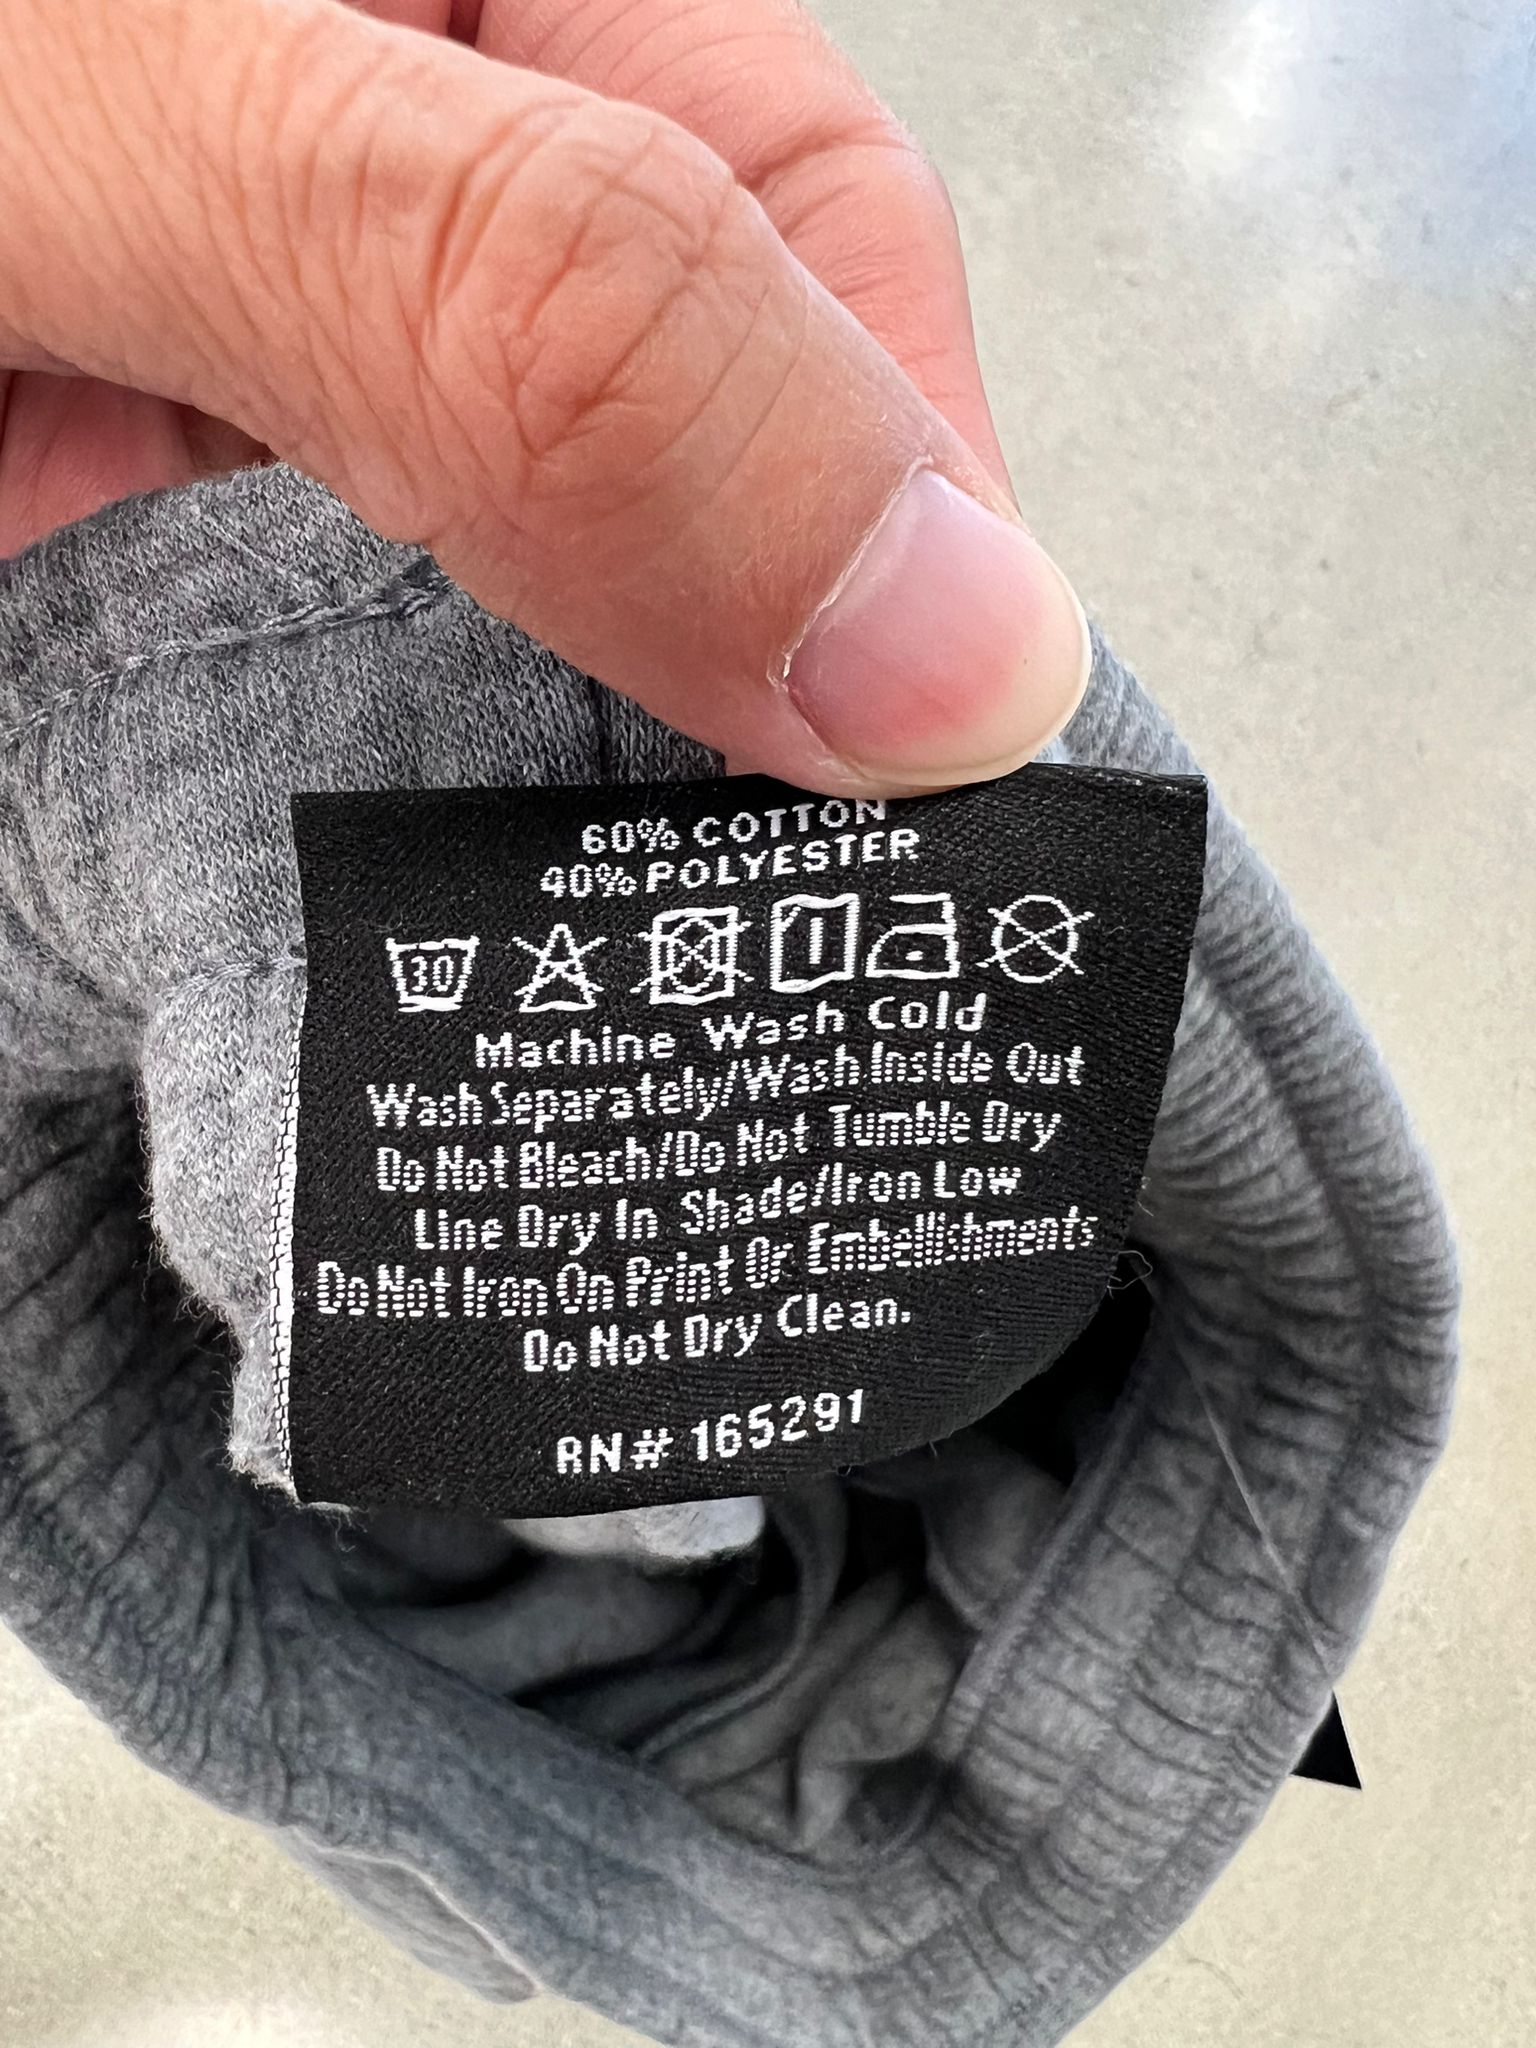 60% COTTON
40% POLYESTER
30
Machine Wash Cold
Wash Separately/Wash Inside Out
Do Not Bleach/Do Not Tumble Dry
Line Dry In Shade/Iron Low
Do Not Iron On Print Or Embellishments
Do Not Dry Clean.
RN# 165291